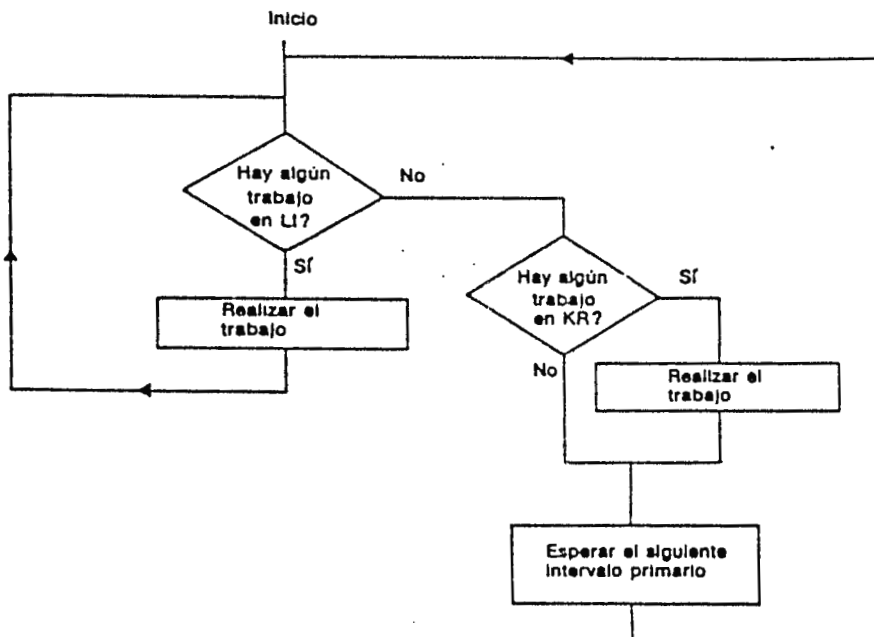 Inicio
Hay algún
trabajo
en LI?
No
Sí
Realizar el
trabajo
Hay algún
trabajo
en KR?
Sí
No
Realizar el
trabajo
Esperar el siguiente
intervalo primario